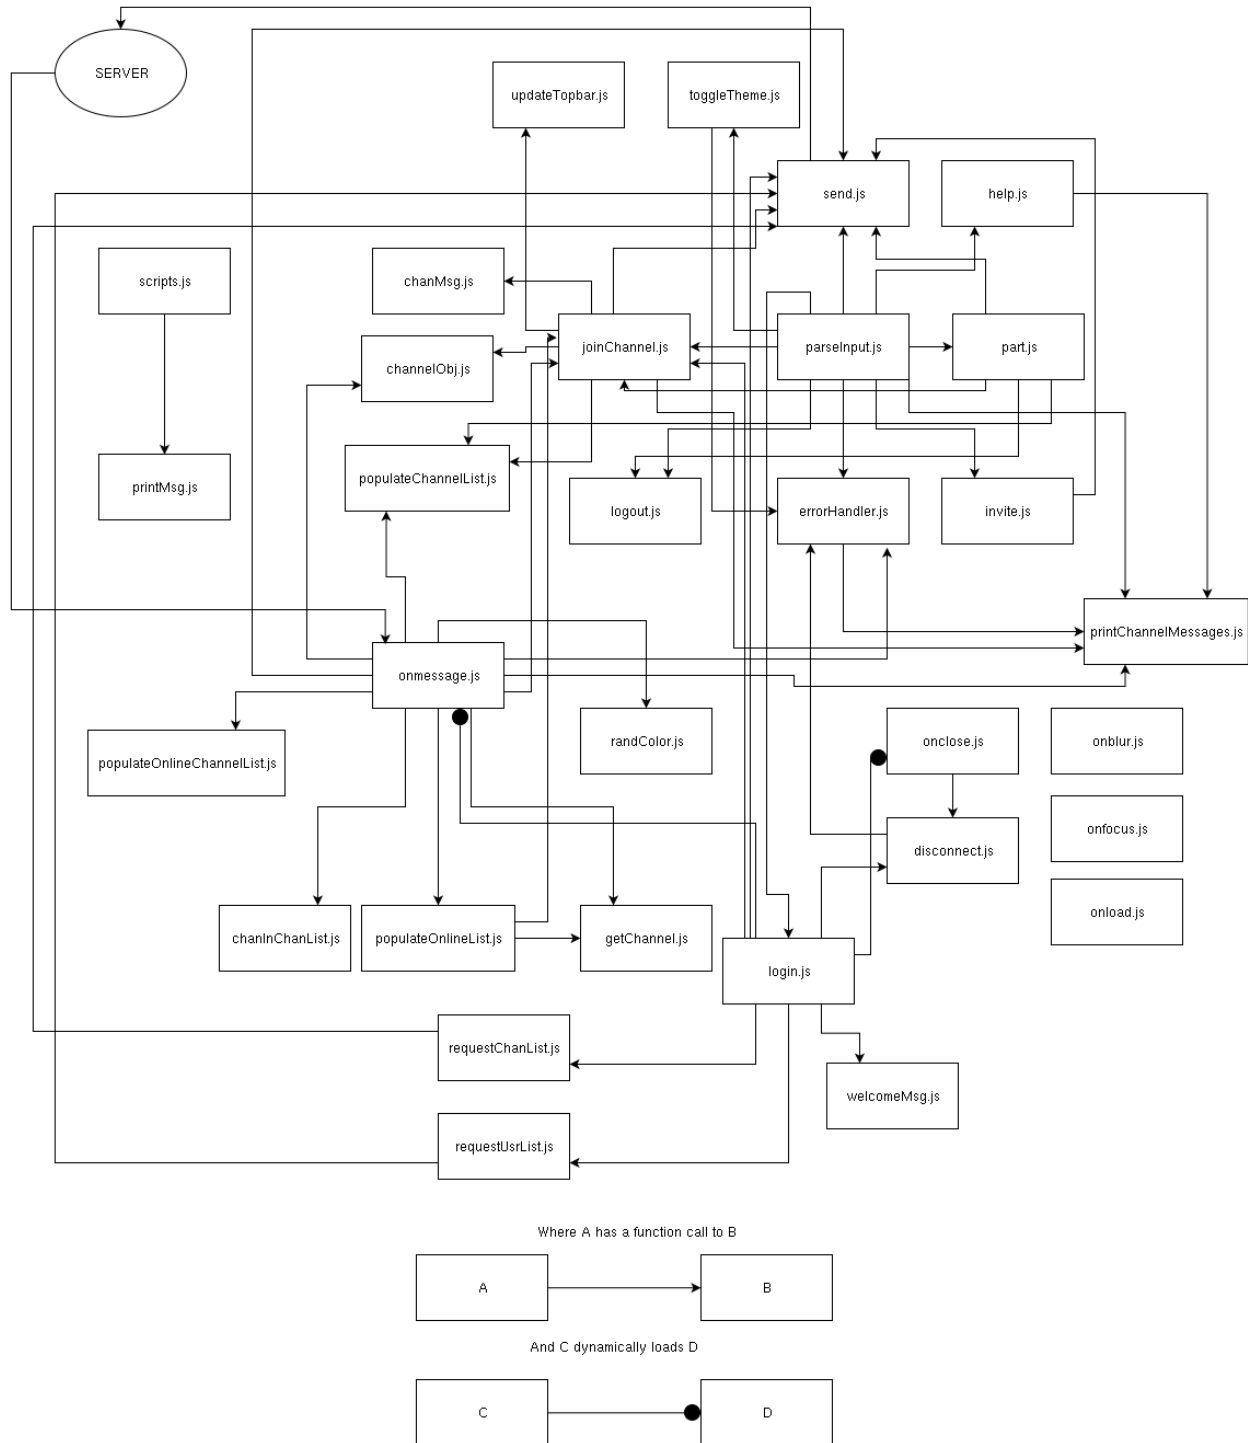 SERVER
updateTopbar.js
toggleTheme.js
send.js
help.js
scripts.js
chanMsg.js
joinChannel.js
parseInput.js
part.js
channelObj.js
printMsg.js
populateChannelList.js
logout.js
errorHandler.js
invite.js
printChannelMessages.js
onmessage.js
populateOnlineChannelList.js
randColor.js
onclose.js
onblur.js
disconnect.js
onfocus.js
onload.js
chanInChanList.js
populateOnlineList.js
getChannel.js
login.js
requestChanList.js
welcomeMsg.js
requestUsrList.js
Where A has a function call to B
A
B
And C dynamically loads D
C
D